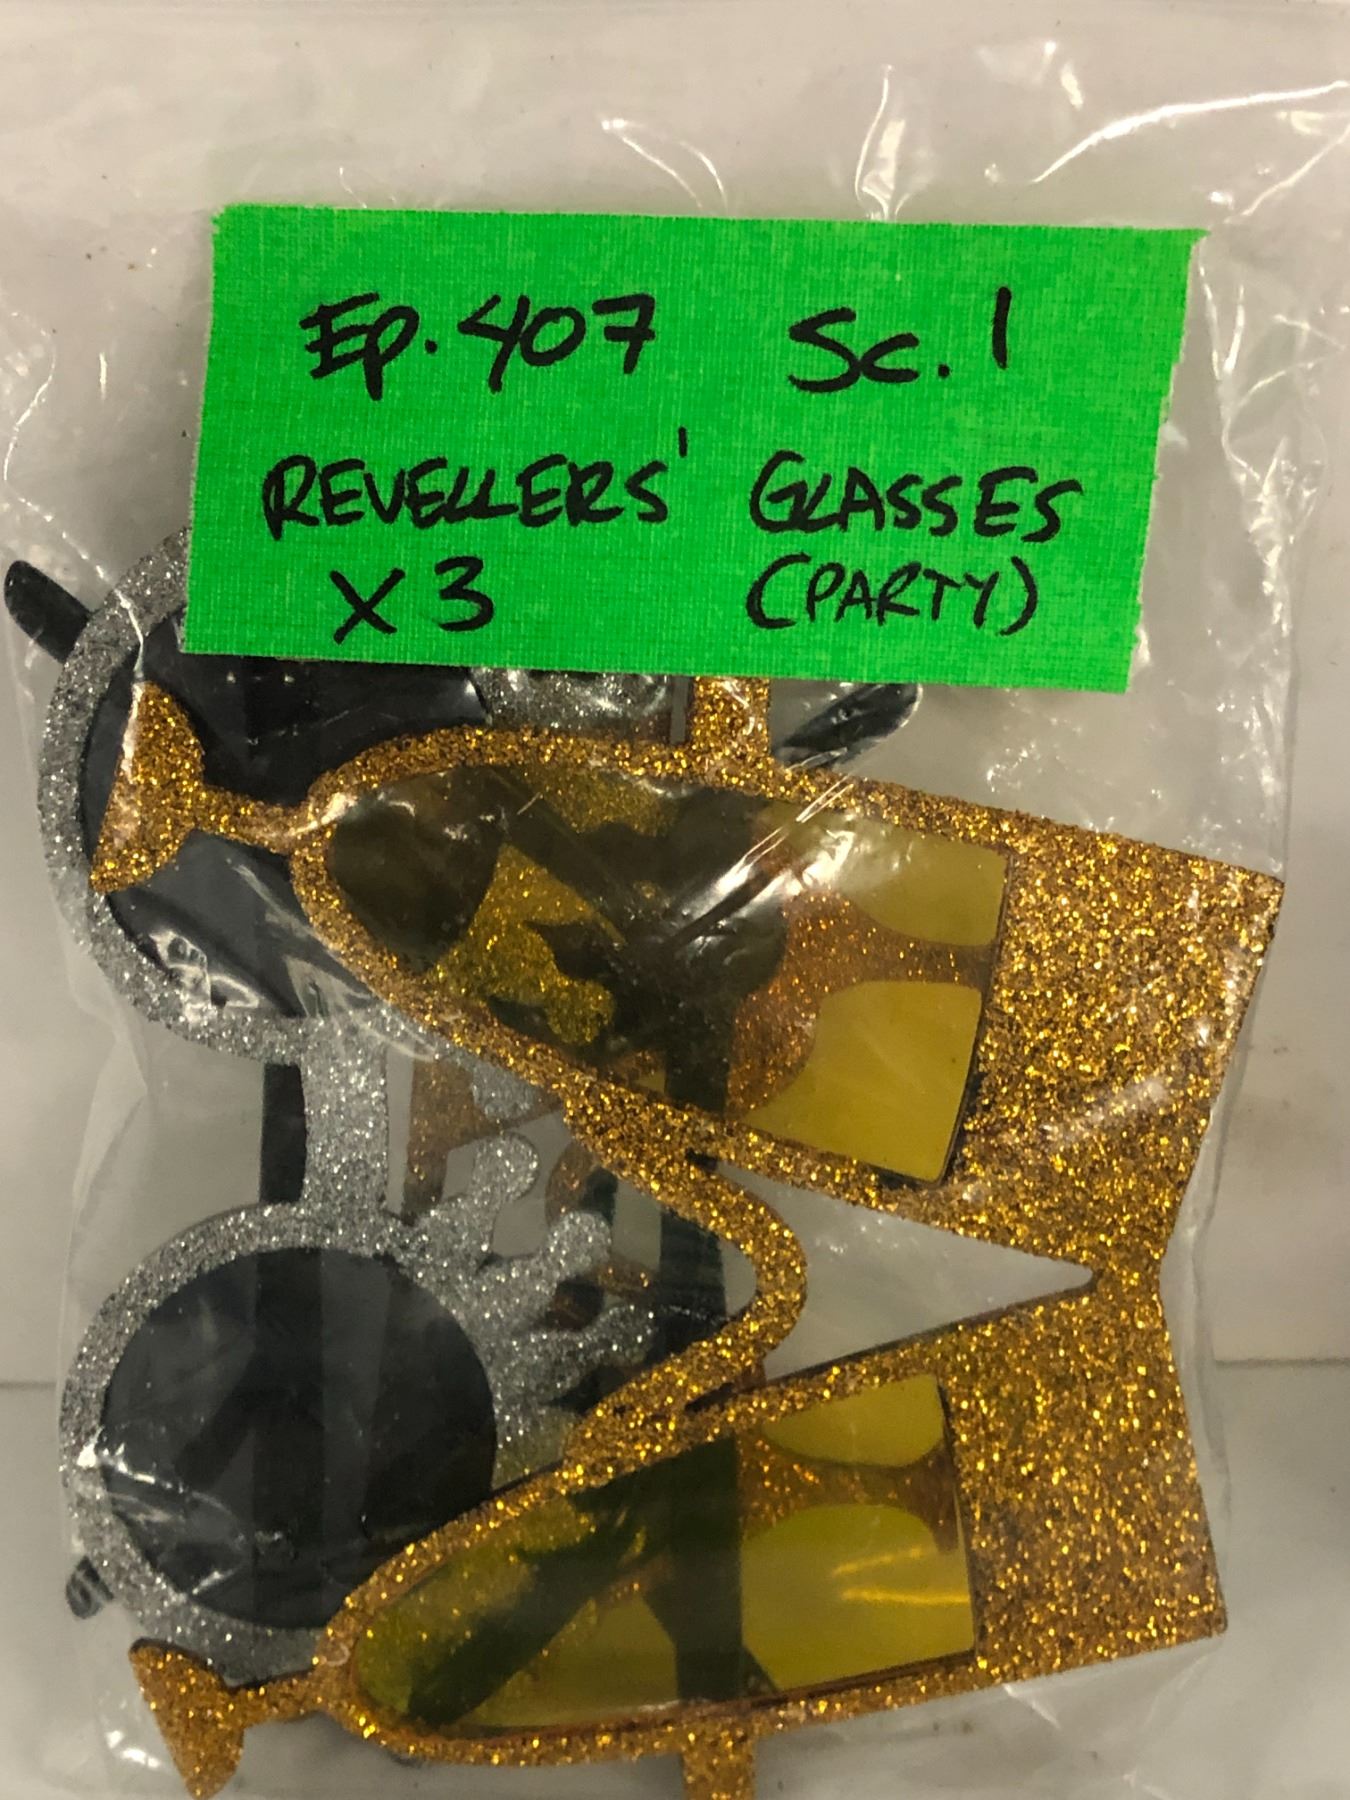 Ep. 407 Sc. 1
REVELLERS' GLASSES
X3 (PARTY)